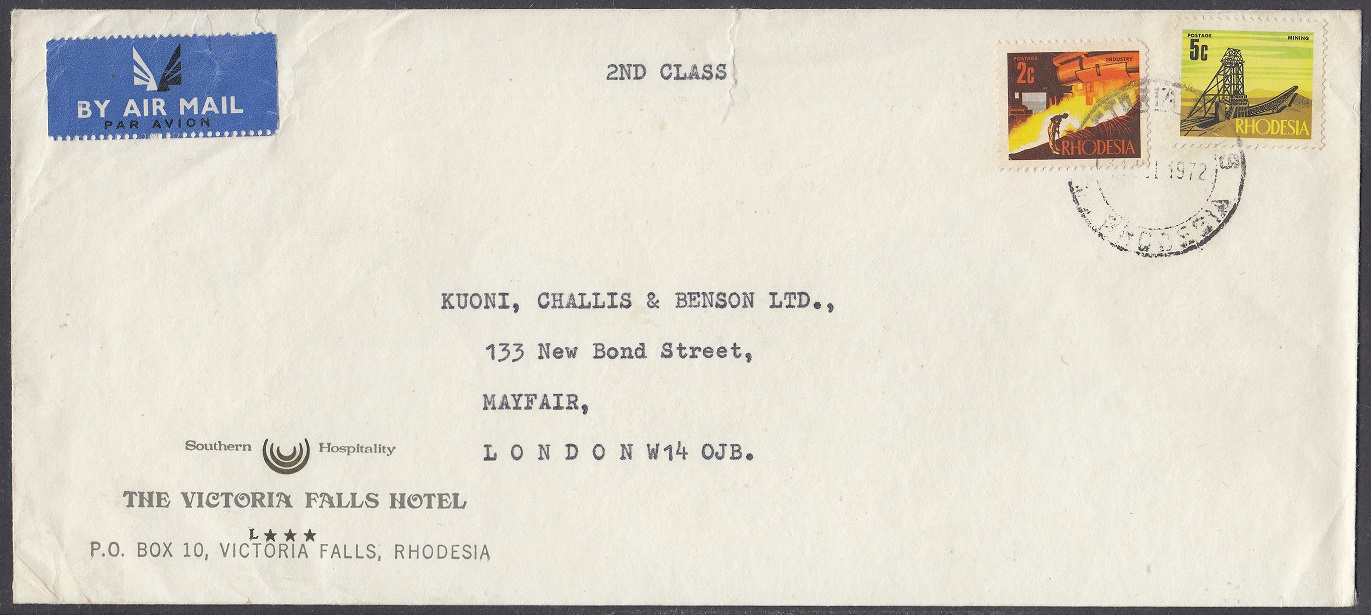 BY AIR MAIL
PAR AVION
2ND CLASS
POSTAGE INDUSTRY
2c
RHODESIA
POSTAGE MINING
5c
RHODESIA
1972
RHODESIA
KUONI, CHALLIS & BENSON LTD.,
133 New Bond Street,
MAYFAIR,
L O N D O N W14 OJB.
Southern Hospitality
THE VICTORIA FALLS HOTEL
L★★★
P.O. BOX 10, VICTORIA FALLS, RHODESIA